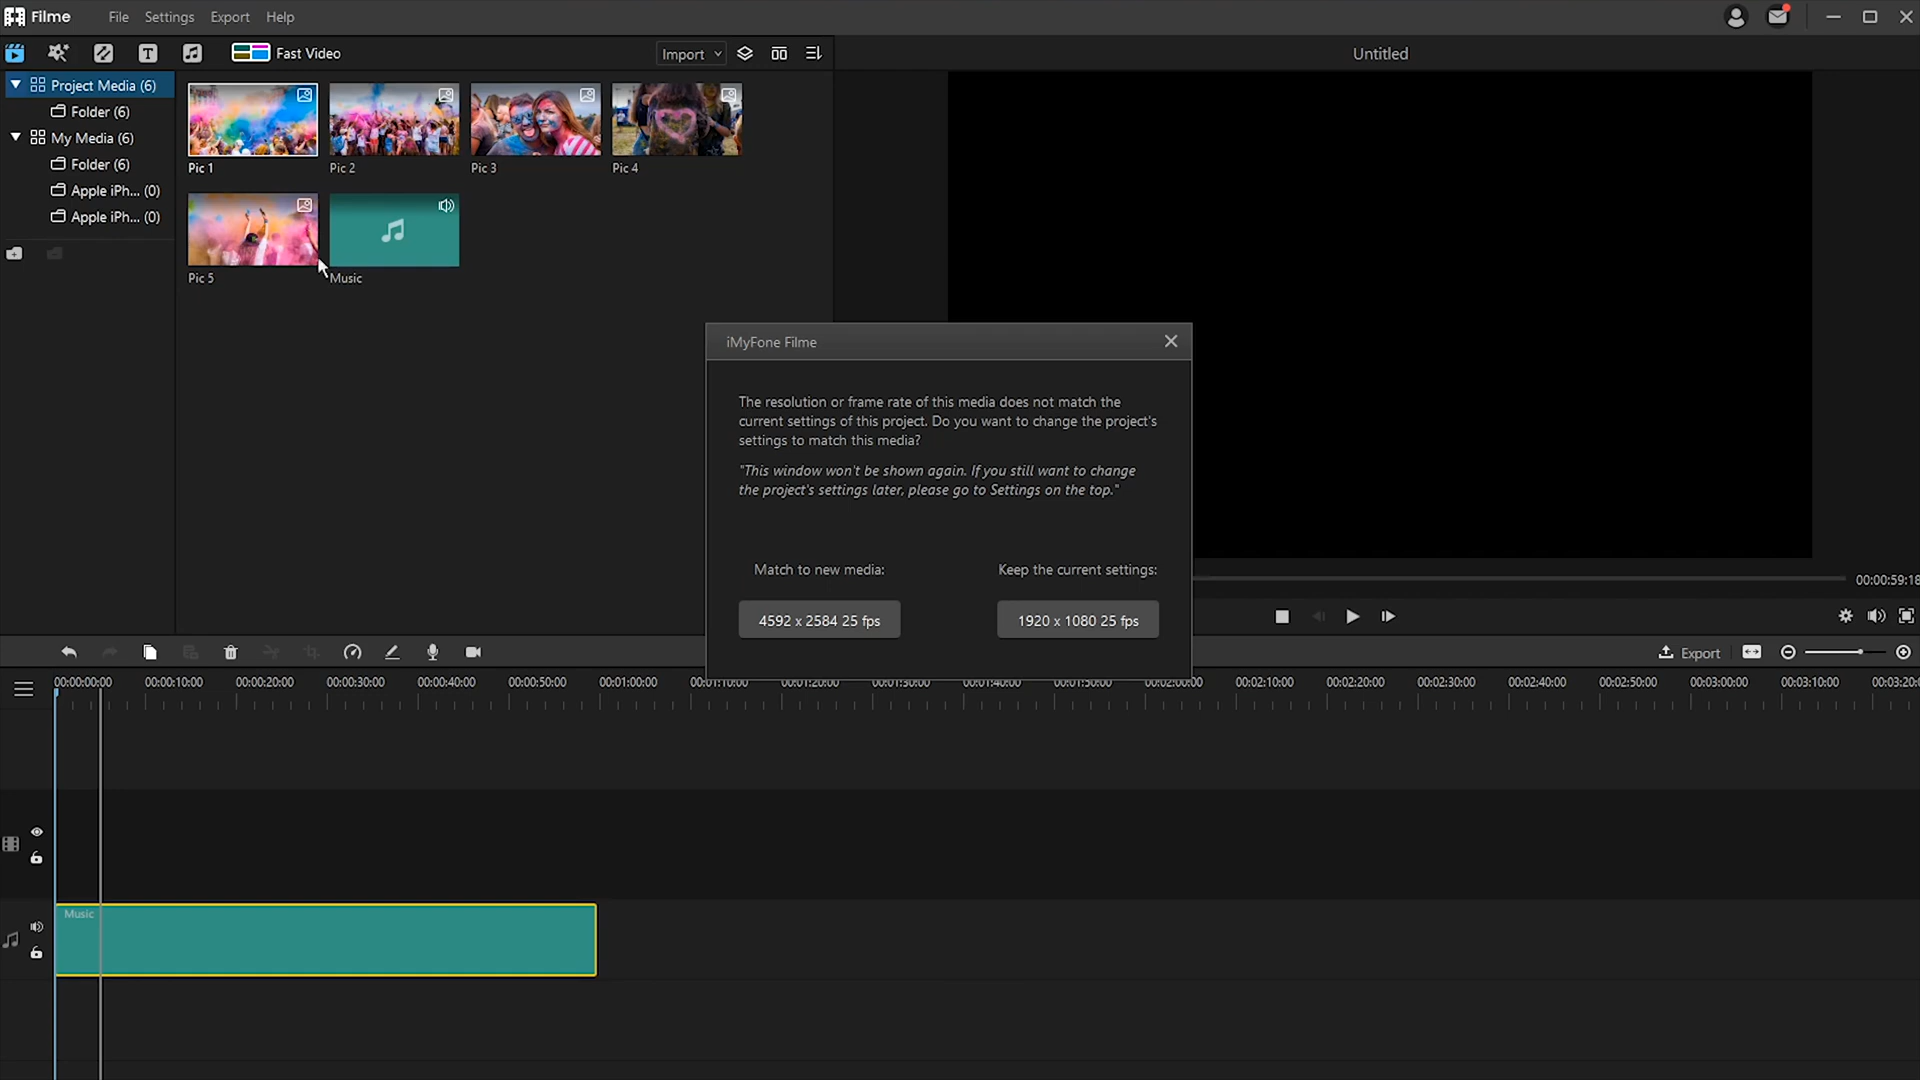 Filme File Settings Export Help
Fast Video Import Untitled
Project Media (6)
Folder (6)
My Media (6)
Folder (6)
Apple iPh... (0)
Apple iPh... (0)
Pic 1 Pic 2 Pic 3 Pic 4
Pic 5 Music
iMyFone Filme
The resolution or frame rate of this media does not match the
current settings of this project. Do you want to change the project's
settings to match this media?
"This window won't be shown again. If you still want to change
the project's settings later, please go to Settings on the top."
Match to new media: Keep the current settings:
4592 x 2584 25 fps 1920 x 1080 25 fps
00:00:59:18
Export
00:00:00:00 00:00:10:00 00:00:20:00 00:00:30:00 00:00:40:00 00:00:50:00 00:01:00:00 00:01:10:00 00:01:20:00 00:01:30:00 00:01:40:00 00:01:50:00 00:02:00:00 00:02:10:00 00:02:20:00 00:02:30:00 00:02:40:00 00:02:50:00 00:03:00:00 00:03:10:00 00:03:20:
Music